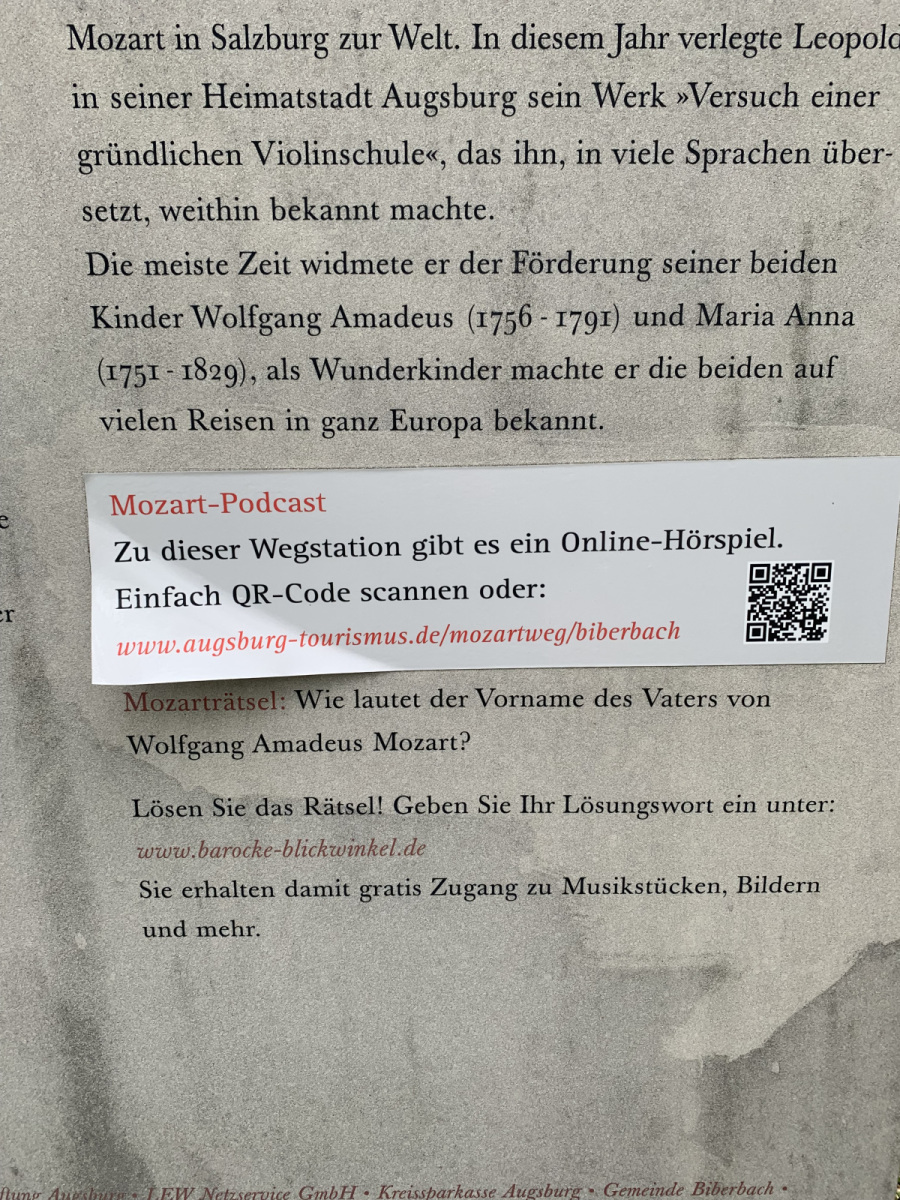 Mozart in Salzburg zur Welt. In diesem Jahr verlegte Leopold
in seiner Heimatstadt Augsburg sein Werk »Versuch einer
gründlichen Violinschule«, das ihn, in viele Sprachen über-
setzt, weithin bekannt machte.
Die meiste Zeit widmete er der Förderung seiner beiden
Kinder Wolfgang Amadeus (1756 - 1791) und Maria Anna
(1751 - 1829), als Wunderkinder machte er die beiden auf
vielen Reisen in ganz Europa bekannt.
Mozart-Podcast
Zu dieser Wegstation gibt es ein Online-Hörspiel.
Einfach QR-Code scannen oder:
www.augsburg-tourismus.de/mozartweg/biberbach
Mozarträtsel: Wie lautet der Vorname des Vaters von
Wolfgang Amadeus Mozart?
Lösen Sie das Rätsel! Geben Sie Ihr Lösungswort ein unter:
www.barocke-blickwinkel.de
Sie erhalten damit gratis Zugang zu Musikstücken, Bildern
und mehr.
Augsburg • LEW Netzservice GmbH • Kreissparkasse Augsburg • Gemeinde Biberbach •